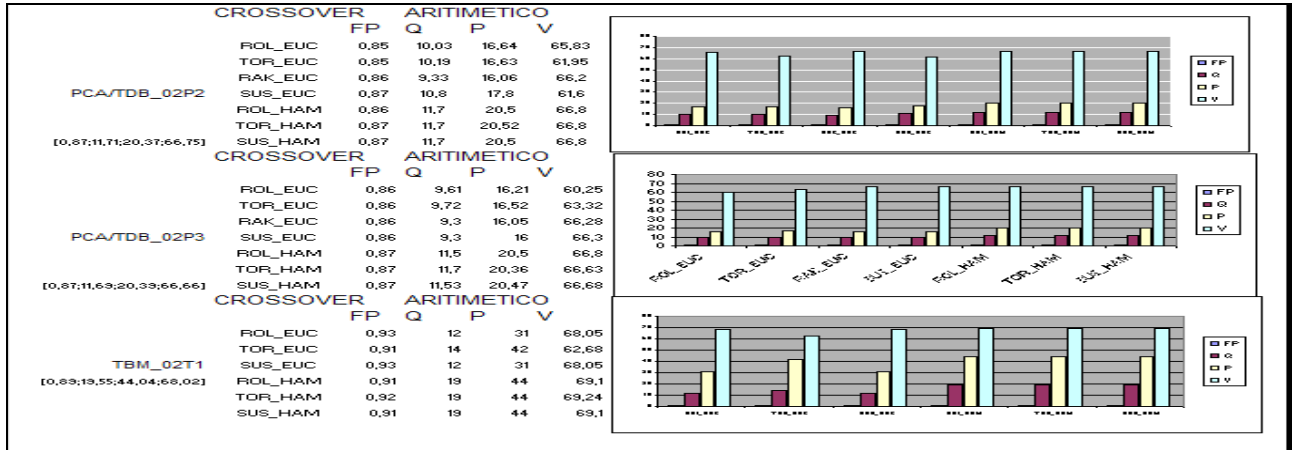 CROSSOVER ARITIMETICO
FP Q P V
ROL_EUC 0,85 10,03 16,64 65,83
TOR_EUC 0,85 10,19 16,63 61,95
RAK_EUC 0,86 9,33 16,06 66,2
PCA/TDB_02P2 SUS_EUC 0,87 10,8 17,8 61,6
ROL_HAM 0,86 11,7 20,5 66,8
TOR_HAM 0,87 11,7 20,52 66,8
[0,87;11,71;20,37;66,75] SUS_HAM 0,87 11,7 20,5 66,8
FP
Q
P
V
CROSSOVER ARITIMETICO
FP Q P V
ROL_EUC 0,86 9,61 16,21 60,25
TOR_EUC 0,86 9,72 16,52 63,32
RAK_EUC 0,86 9,3 16,05 66,28
PCA/TDB_02P3 SUS_EUC 0,86 9,3 16 66,3
ROL_HAM 0,87 11,5 20,5 66,8
TOR_HAM 0,87 11,7 20,36 66,63
[0,87;11,69;20,39;66,66] SUS_HAM 0,87 11,53 20,47 66,68
80
70
60
50
40
30
20
10
0
ROL_EUC TOR_EUC RAK_EUC SUS_EUC ROL_HAM TOR_HAM SUS_HAM
FP
Q
P
V
CROSSOVER ARITIMETICO
FP Q P V
ROL_EUC 0,93 12 31 68,05
TOR_EUC 0,91 14 42 62,68
TBM_02T1 SUS_EUC 0,93 12 31 68,05
[0,89;19,55;44,04;68,02] ROL_HAM 0,91 19 44 69,1
TOR_HAM 0,92 19 44 69,24
SUS_HAM 0,91 19 44 69,1
FP
Q
P
V